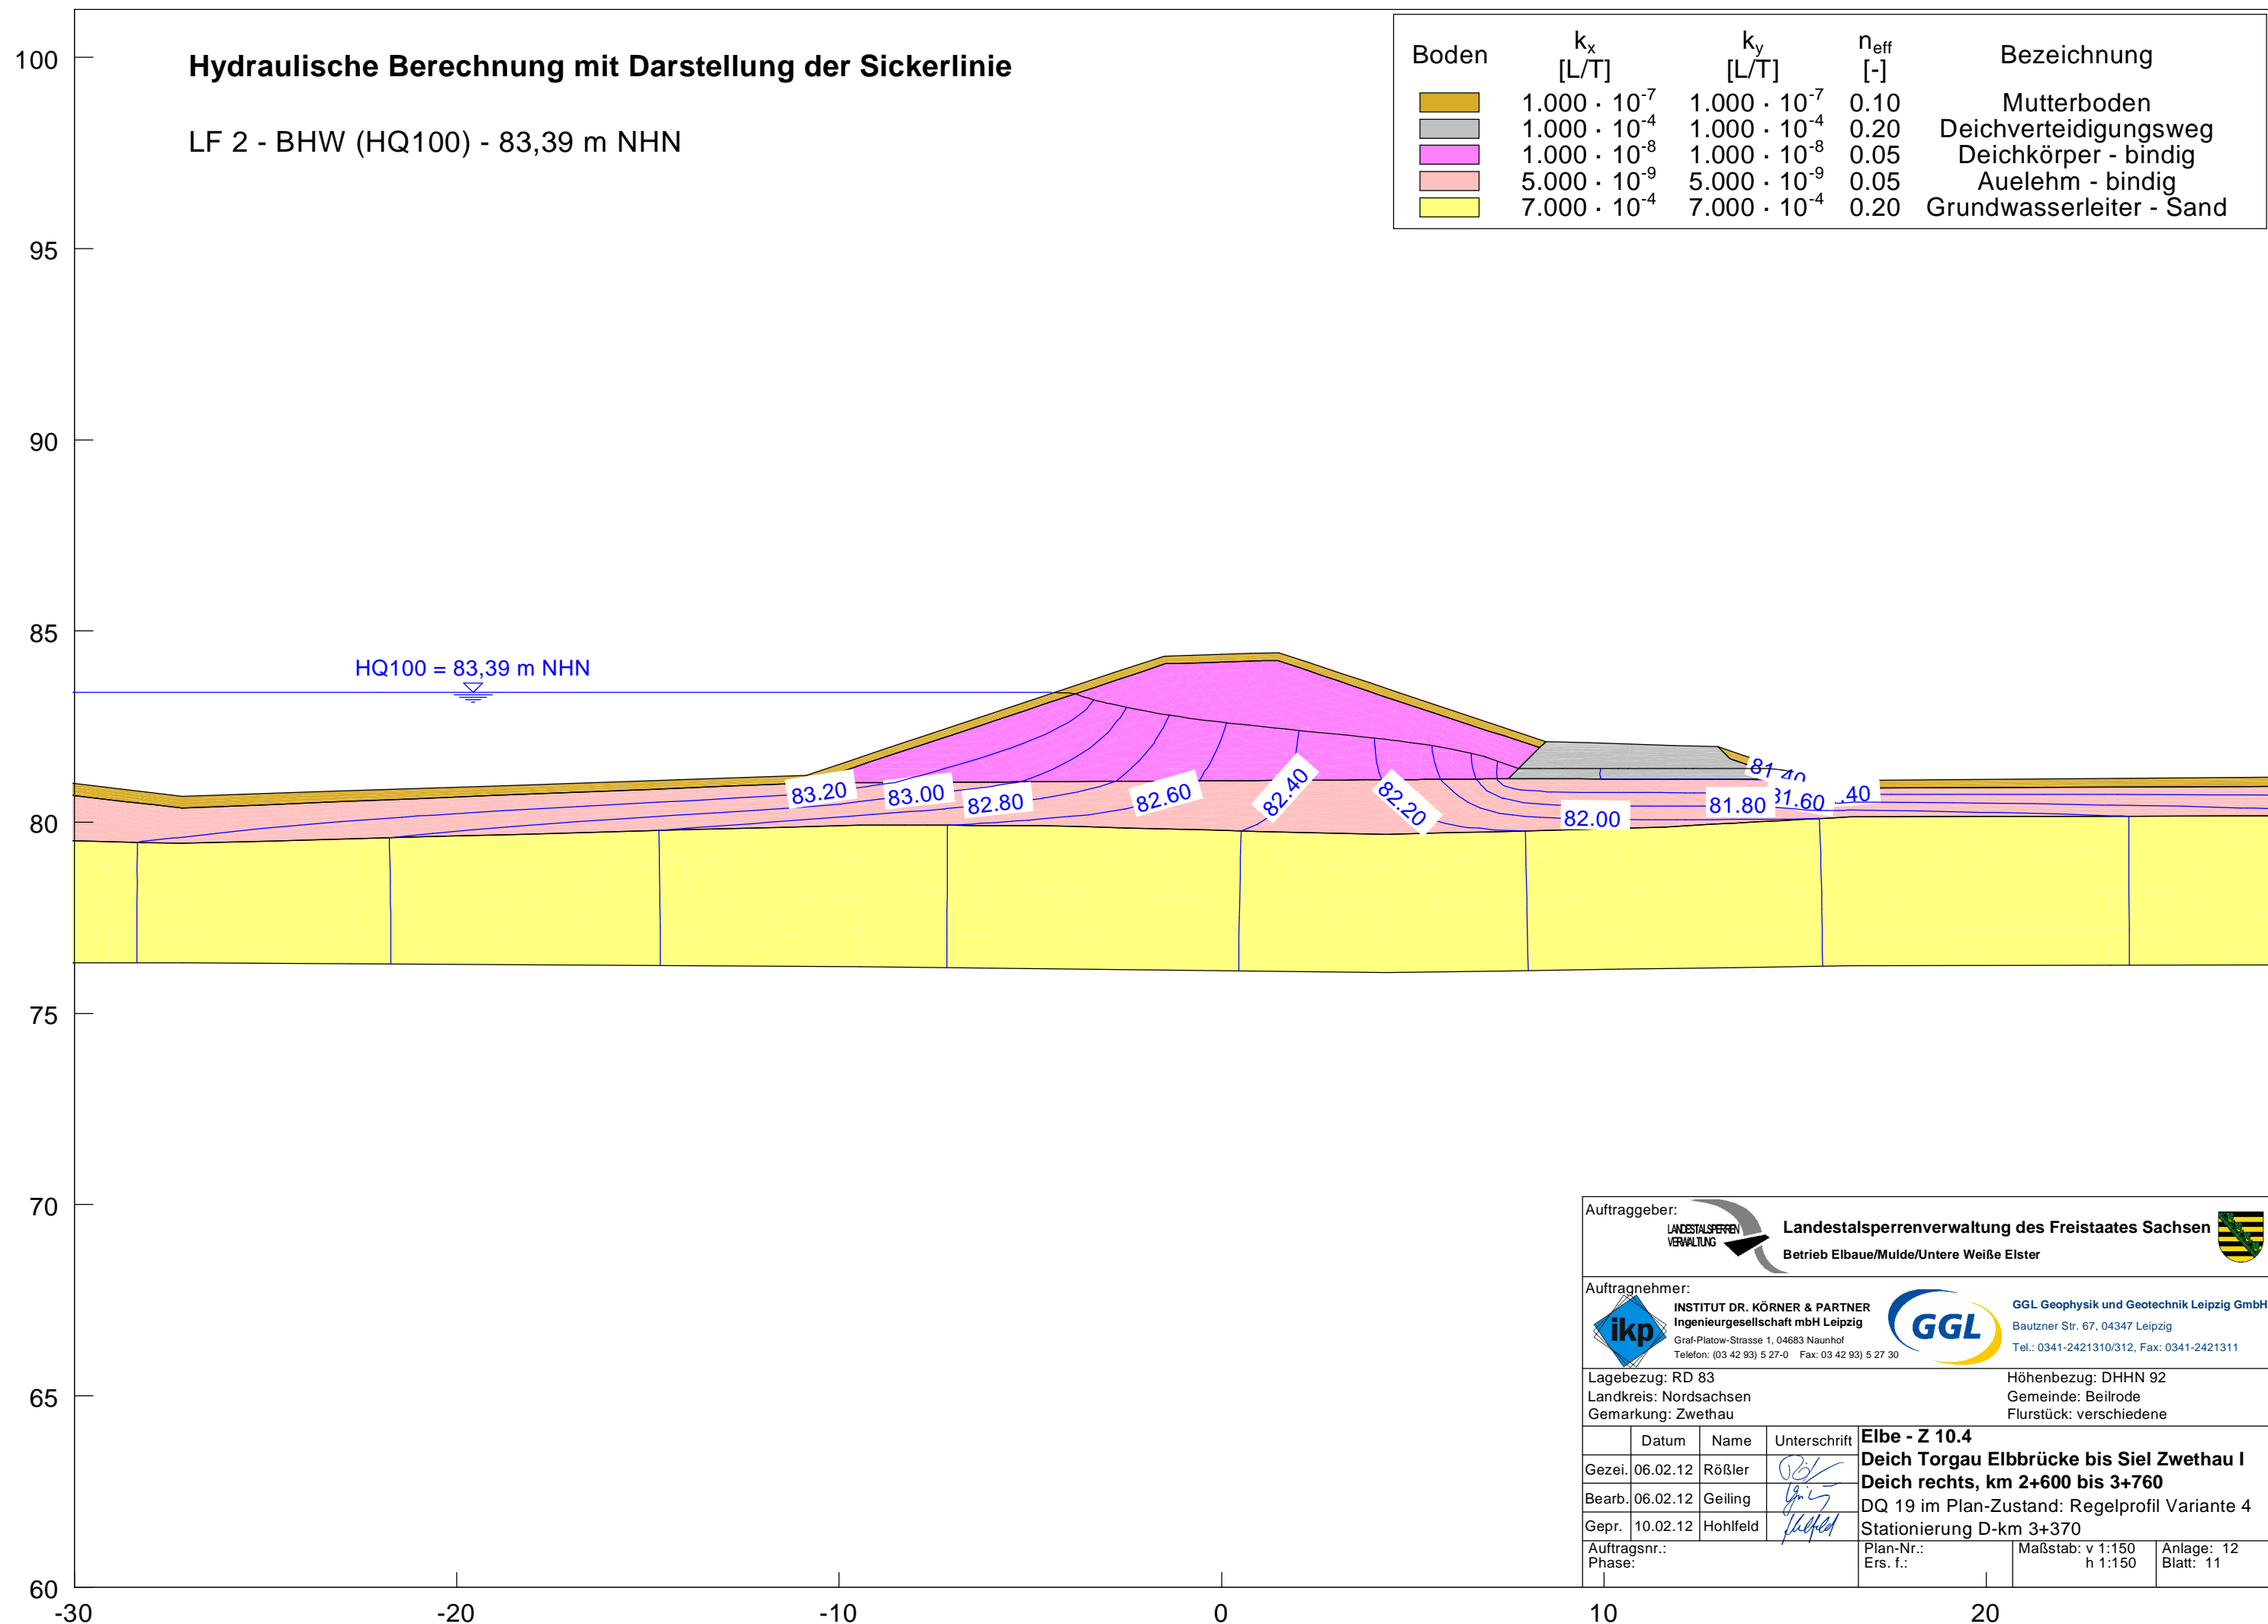 Hydraulische Berechnung mit Darstellung der Sickerlinie
LF 2 - BHW (HQ100) - 83,39 m NHN
Boden kx [L/T] ky [L/T] neff [-] Bezeichnung
1.000 · 10^-7 1.000 · 10^-7 0.10 Mutterboden
1.000 · 10^-4 1.000 · 10^-4 0.20 Deichverteidigungsweg
1.000 · 10^-8 1.000 · 10^-8 0.05 Deichkörper - bindig
5.000 · 10^-9 5.000 · 10^-9 0.05 Auelehm - bindig
7.000 · 10^-4 7.000 · 10^-4 0.20 Grundwasserleiter - Sand
100
95
90
85
80
75
70
65
60
HQ100 = 83,39 m NHN
83.20
83.00
82.80
82.60
82.40
82.20
82.00
81.80
81.60
81.40
.40
-30 -20 -10 0 10 20
Auftraggeber:
LANDESTALSPERREN
VERWALTUNG
Landestalsperrenverwaltung des Freistaates Sachsen
Betrieb Elbaue/Mulde/Untere Weiße Elster
Auftragnehmer:
ikp
INSTITUT DR. KÖRNER & PARTNER
Ingenieurgesellschaft mbH Leipzig
Graf-Platow-Strasse 1, 04683 Naunhof
Telefon: (03 42 93) 5 27-0 Fax: 03 42 93) 5 27 30
GGL
GGL Geophysik und Geotechnik Leipzig GmbH
Bautzner Str. 67, 04347 Leipzig
Tel.: 0341-2421310/312, Fax: 0341-2421311
Lagebezug: RD 83 Höhenbezug: DHHN 92
Landkreis: Nordsachsen Gemeinde: Beilrode
Gemarkung: Zwethau Flurstück: verschiedene
Datum Name Unterschrift
Gezei. 06.02.12 Rößler
Bearb. 06.02.12 Geiling
Gepr. 10.02.12 Hohlfeld
Elbe - Z 10.4
Deich Torgau Elbbrücke bis Siel Zwethau I
Deich rechts, km 2+600 bis 3+760
DQ 19 im Plan-Zustand: Regelprofil Variante 4
Stationierung D-km 3+370
Auftragsnr.:
Phase:
Plan-Nr.:
Ers. f.:
Maßstab: v 1:150
h 1:150
Anlage: 12
Blatt: 11